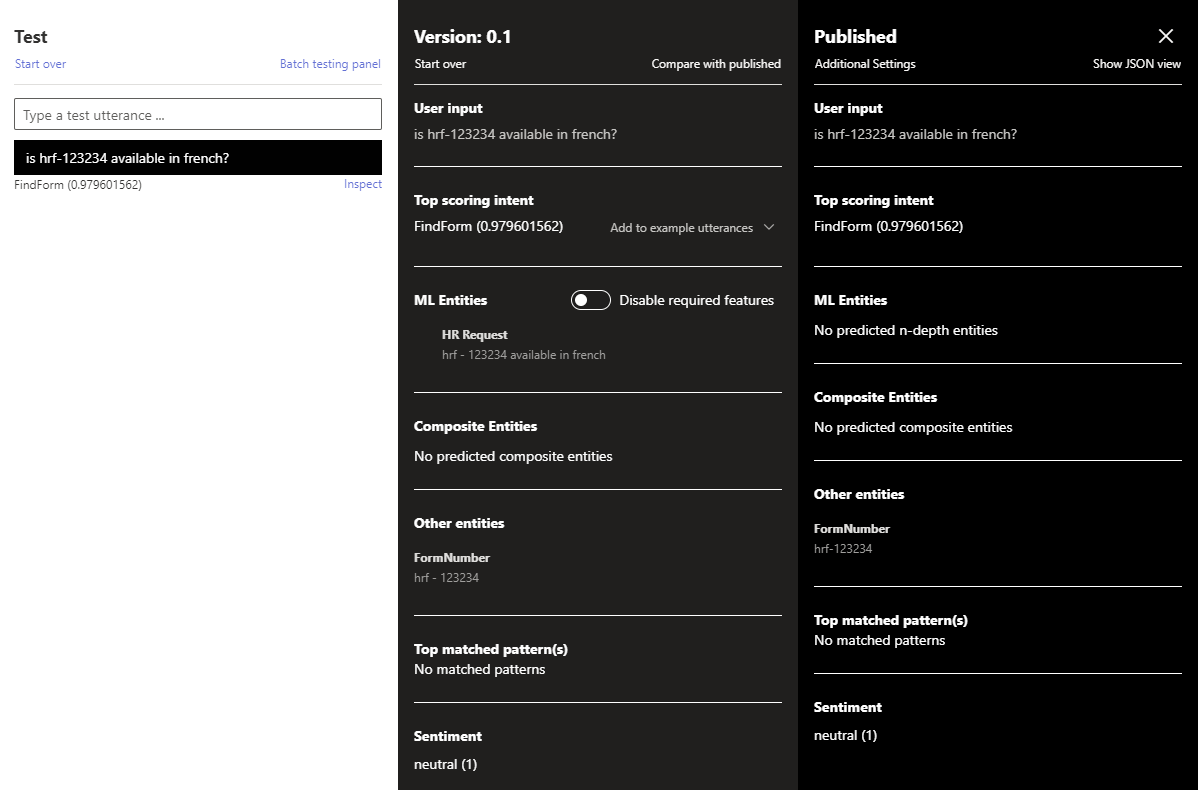 Test
Start over
Batch testing panel
Type a test utterance ...
is hrf-123234 available in french?
FindForm (0.979601562)
Inspect
Version: 0.1
Start over
Compare with published
User input
is hrf-123234 available in french?
Top scoring intent
FindForm (0.979601562)
Add to example utterances
ML Entities
Disable required features
HR Request
hrf - 123234 available in french
Composite Entities
No predicted composite entities
Other entities
FormNumber
hrf - 123234
Top matched pattern(s)
No matched patterns
Sentiment
neutral (1)
Published
Additional Settings
Show JSON view
User input
is hrf-123234 available in french?
Top scoring intent
FindForm (0.979601562)
ML Entities
No predicted n-depth entities
Composite Entities
No predicted composite entities
Other entities
FormNumber
hrf-123234
Top matched pattern(s)
No matched patterns
Sentiment
neutral (1)